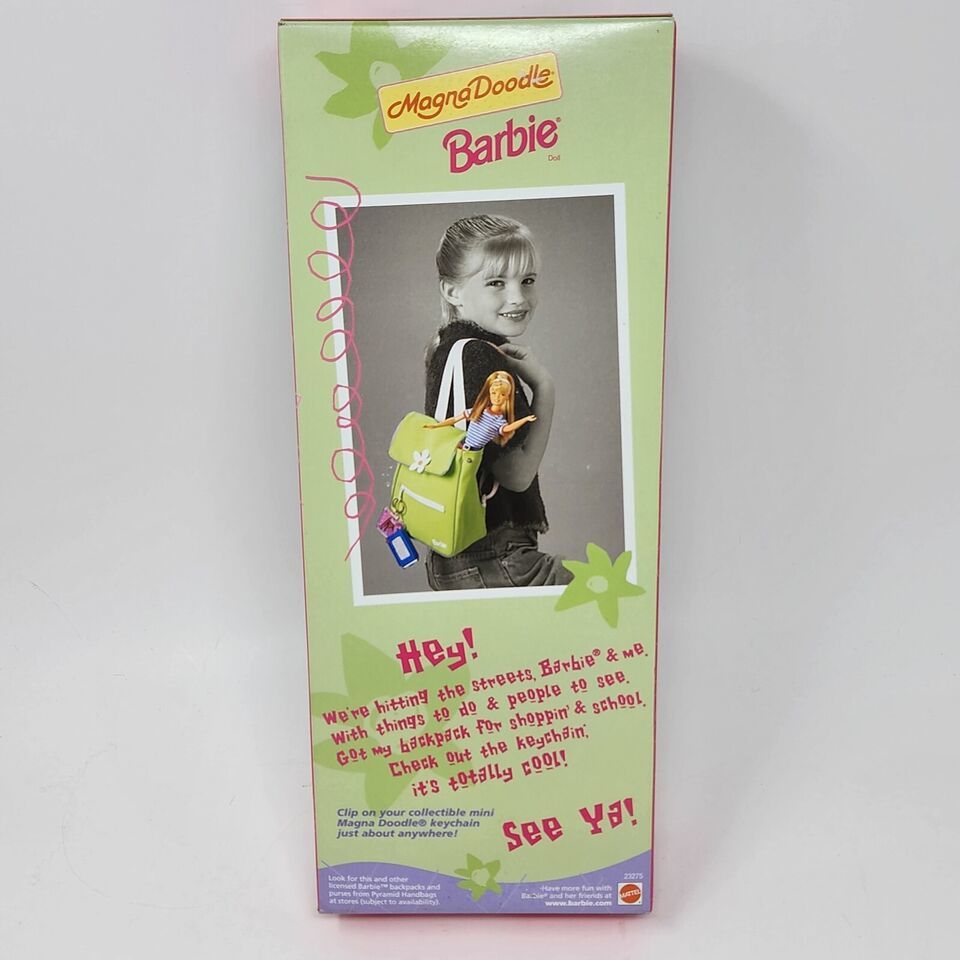 MagnaDoodle®
Barbie®
Doll
Barbie
Hey!
We're hitting the streets, Barbie® & me.
With things to do & people to see.
Got my backpack for shoppin' & school.
Check out the keychain;
it's totally cool!
Clip on your collectible mini
Magna Doodle® keychain
just about anywhere!
See Ya!
Look for this and other
licensed Barbie™ backpacks and
purses from Pyramid Handbags
at stores (subject to availability).
23275
Have more fun with
Barbie® and her friends at
www.barbie.com
MATTEL